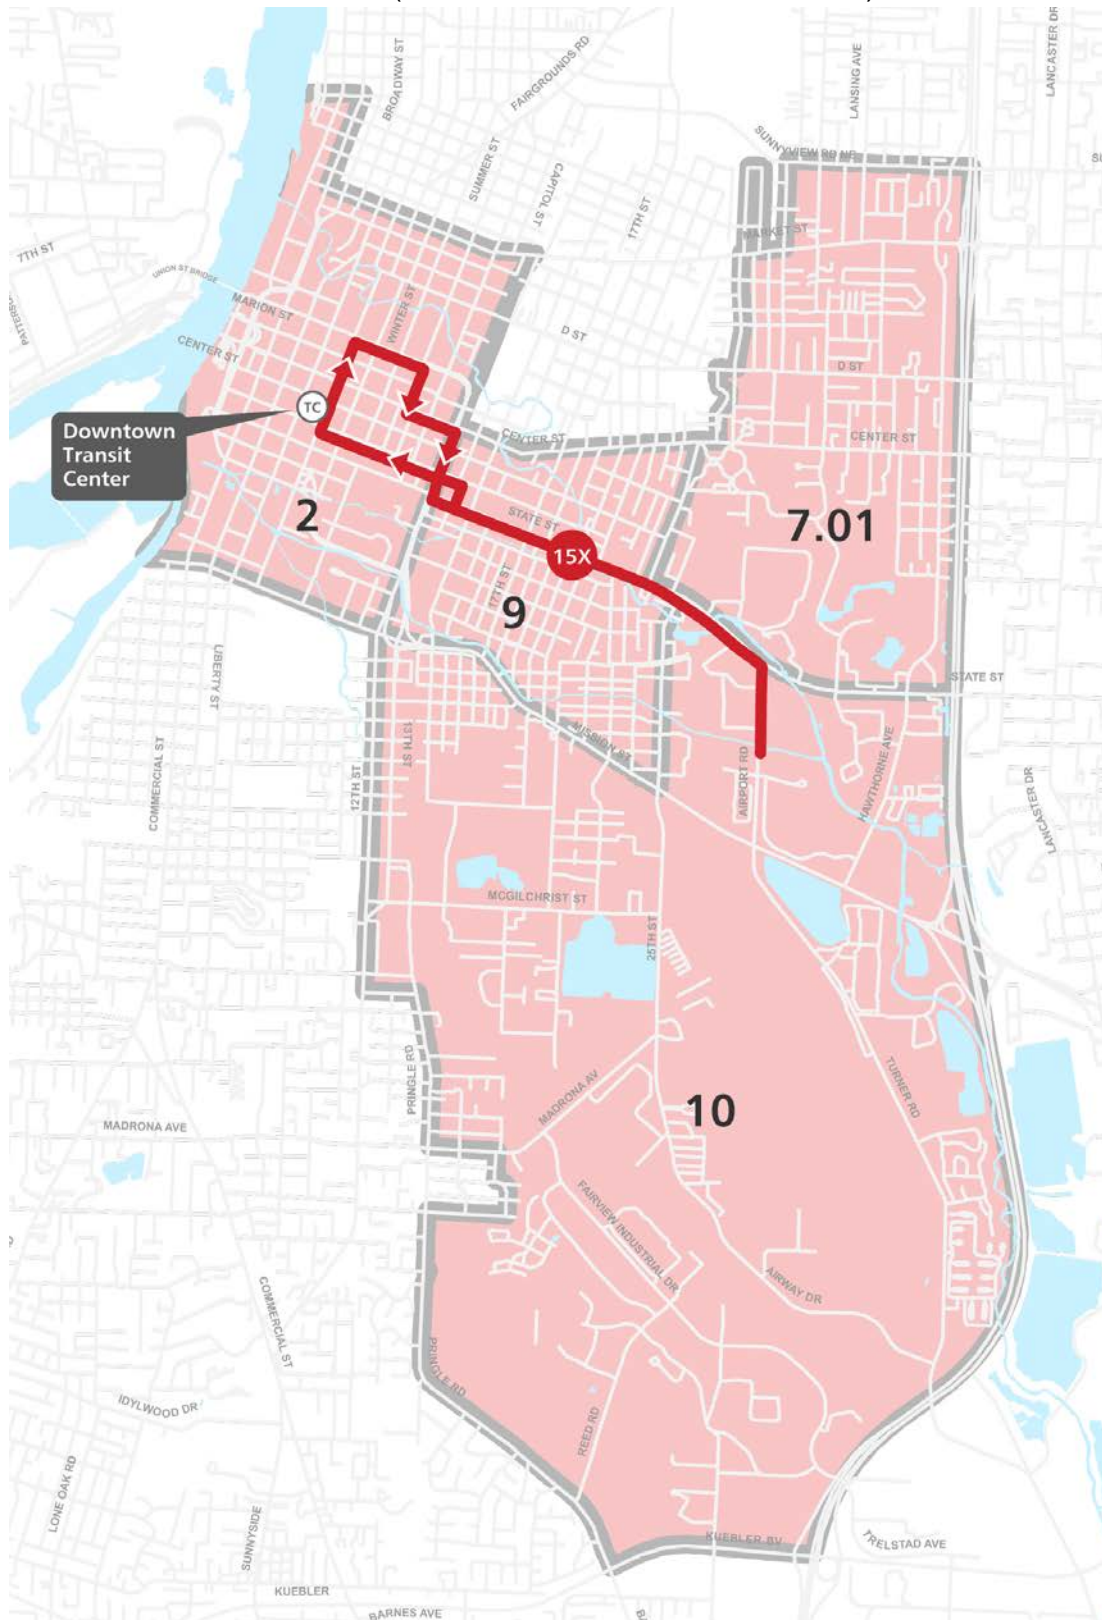 BROADWAY ST
FAIRGROUNDS RD
LANSING AVE
LANCASTER DR
SUNNYVIEW RD NE
SUMMER ST
CAPITOL ST
17TH ST
MARKET ST
7TH ST
UNION ST BRIDGE
MARION ST
WINTER ST
D ST
CENTER ST
D ST
TC
Downtown
Transit
Center
CENTER ST
CENTER ST
2
STATE ST
7.01
15X
17TH ST
9
LIBERTY ST
STATE ST
13TH ST
MISSION ST
COMMERCIAL ST
12TH ST
AIRPORT RD
HAWTHORNE AVE
LANCASTER DR
MCGILCHRIST ST
25TH ST
PRINGLE RD
MADRONA AV
TURNER RD
10
MADRONA AVE
FAIRVIEW INDUSTRIAL DR
AIRWAY DR
COMMERCIAL ST
PRINGLE RD
IDYLWOOD DR
REED RD
LONE OAK RD
SUNNYSIDE
KUEBLER BV
TRELSTAD AVE
KUEBLER
BARNES AVE